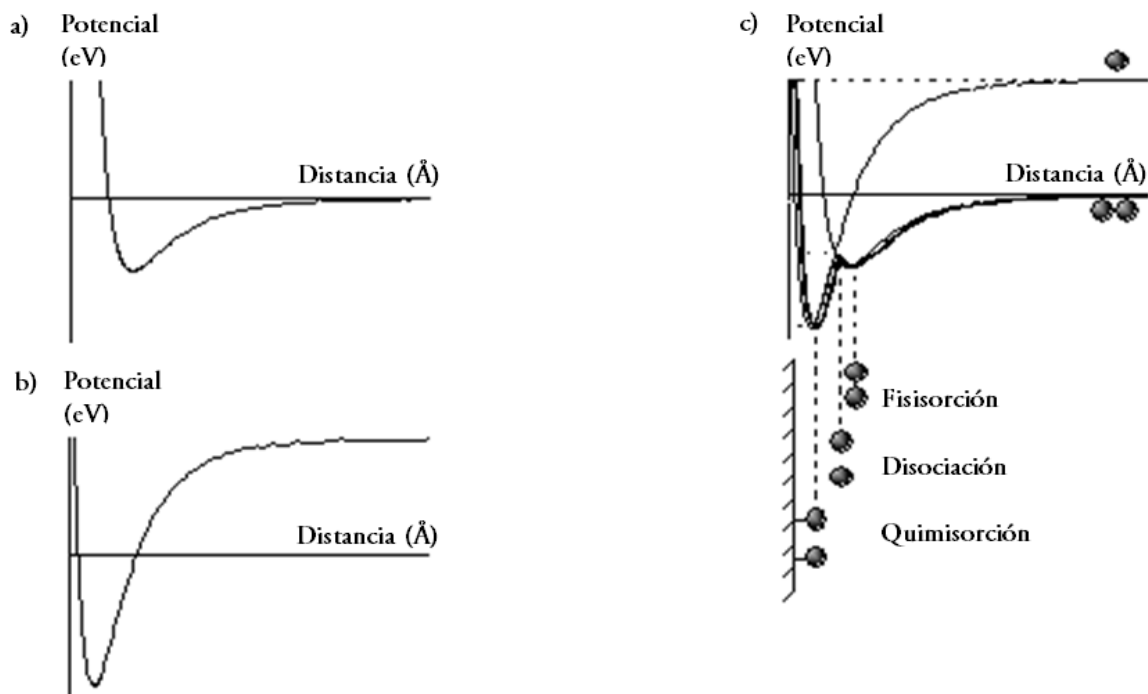 a) Potencial
(eV)
Distancia (Å)
b) Potencial
(eV)
Distancia (Å)
c) Potencial
(eV)
Distancia (Å)
Fisisorción
Disociación
Quimisorción